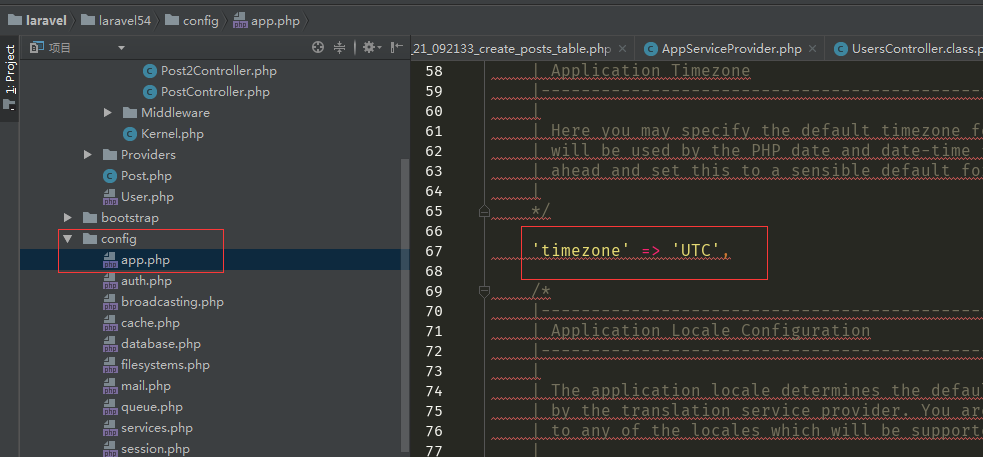 laravel laravel54 config app.php
1: Project
项目
Post2Controller.php
PostController.php
Middleware
Kernel.php
Providers
Post.php
User.php
bootstrap
config
app.php
auth.php
broadcasting.php
cache.php
database.php
filesystems.php
mail.php
queue.php
services.php
session.php
_21_092133_create_posts_table.php AppServiceProvider.php UsersController.class.p
58 | Application Timezone
59 |--------------------------------------------
60 |
61 | Here you may specify the default timezone f
62 | will be used by the PHP date and date-time
63 | ahead and set this to a sensible default fo
64 |
65 */
66
67 'timezone' => 'UTC',
68
69 /*
70 |--------------------------------------------
71 | Application Locale Configuration
72 |--------------------------------------------
73 |
74 | The application locale determines the defau
75 | by the translation service provider. You ar
76 | to any of the locales which will be support
77 |